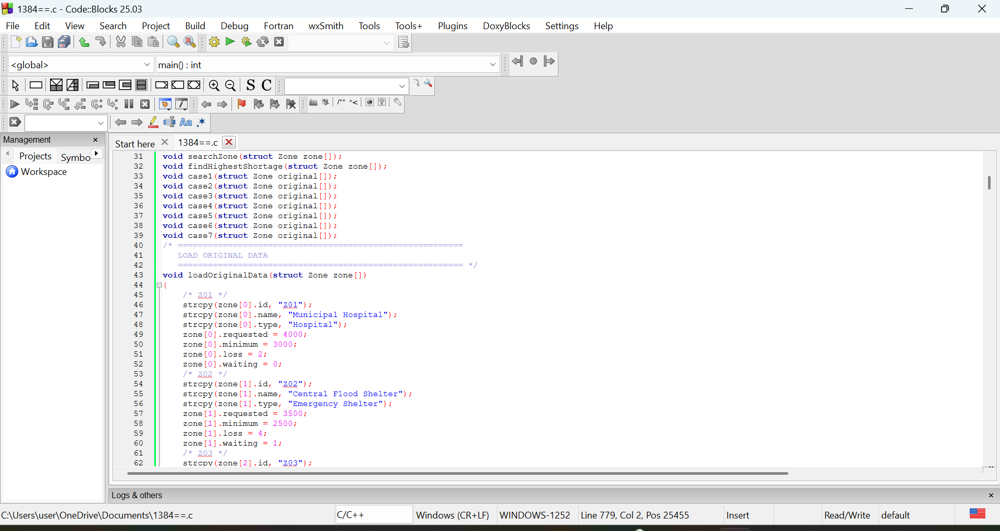 1384==.c - Code::Blocks 25.03
File Edit View Search Project Build Debug Fortran wxSmith Tools Tools+ Plugins DoxyBlocks Settings Help
<global> main() : int
S C
/** *<
Aa .*
Management
Start here 1384==.c
Projects Symbo
Workspace
31 void searchZone(struct Zone zone[]);
32 void findHighestShortage(struct Zone zone[]);
33 void case1(struct Zone original[]);
34 void case2(struct Zone original[]);
35 void case3(struct Zone original[]);
36 void case4(struct Zone original[]);
37 void case5(struct Zone original[]);
38 void case6(struct Zone original[]);
39 void case7(struct Zone original[]);
40 /* =========================================================
41 LOAD ORIGINAL DATA
42 ========================================================= */
43 void loadOriginalData(struct Zone zone[])
44 {
45 /* Z01 */
46 strcpy(zone[0].id, "Z01");
47 strcpy(zone[0].name, "Municipal Hospital");
48 strcpy(zone[0].type, "Hospital");
49 zone[0].requested = 4000;
50 zone[0].minimum = 3000;
51 zone[0].loss = 2;
52 zone[0].waiting = 0;
53 /* Z02 */
54 strcpy(zone[1].id, "Z02");
55 strcpy(zone[1].name, "Central Flood Shelter");
56 strcpy(zone[1].type, "Emergency Shelter");
57 zone[1].requested = 3500;
58 zone[1].minimum = 2500;
59 zone[1].loss = 4;
60 zone[1].waiting = 1;
61 /* Z03 */
62 strcpy(zone[2].id, "Z03");
Logs & others
C:\Users\user\OneDrive\Documents\1384==.c C/C++ Windows (CR+LF) WINDOWS-1252 Line 779, Col 2, Pos 25455 Insert Read/Write default